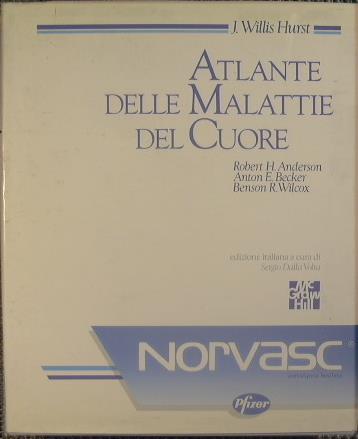 J. Willis Hurst
ATLANTE
DELLE MALATTIE
DEL CUORE
Robert H. Anderson
Anton E. Becker
Benson R. Wilcox
edizione italiana a cura di
Sergio Dalla Volta
Mc
Graw
Hill
NORVASC®
Pfizer